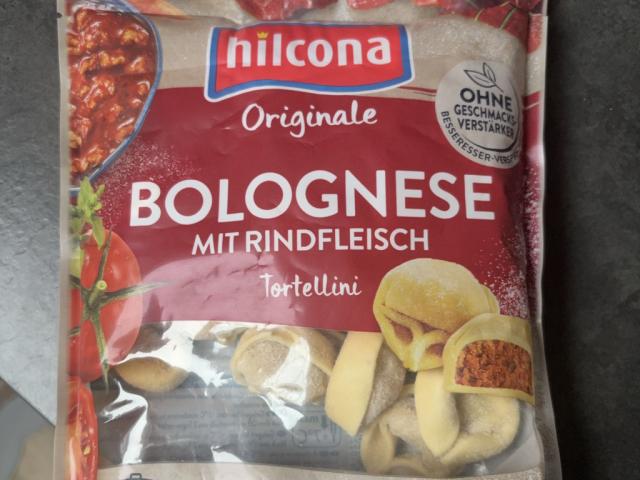 hilcona
Originale
OHNE
GESCHMACKS-
VERSTÄRKER
BOLOGNESE
MIT RINDFLEISCH
Tortellini